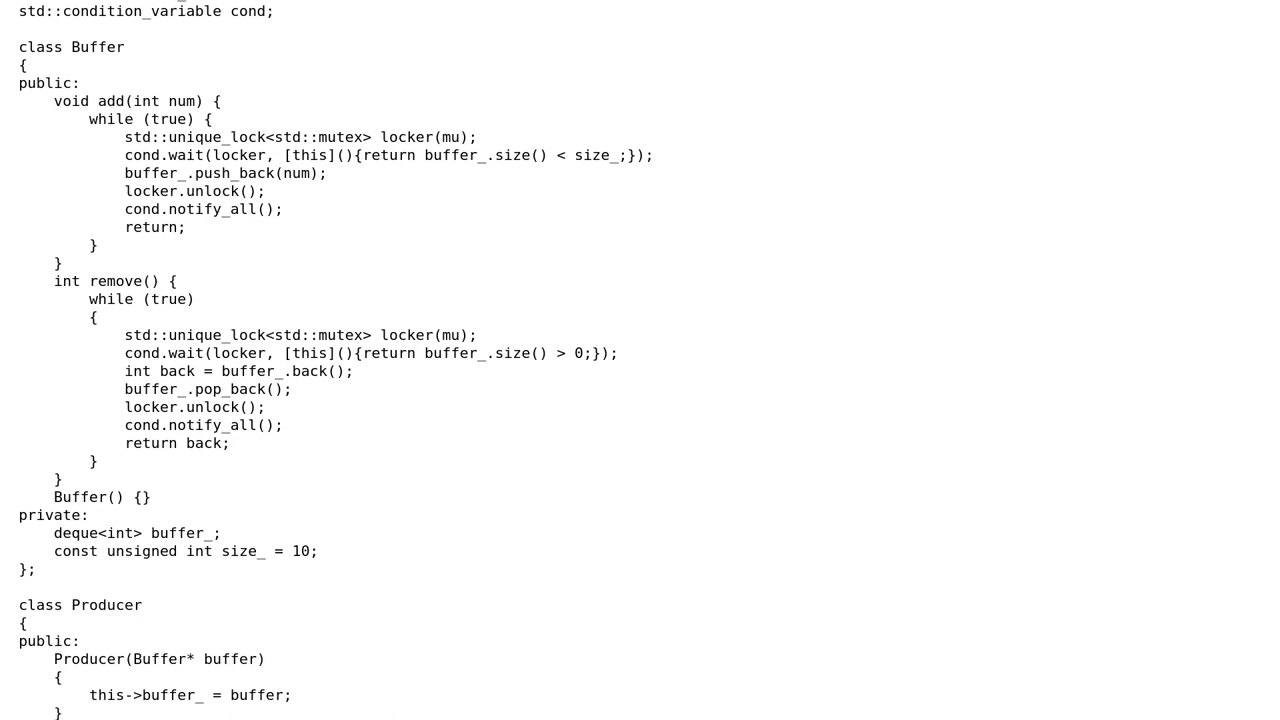 std::condition_variable cond;

class Buffer
{
public:
    void add(int num) {
        while (true) {
            std::unique_lock<std::mutex> locker(mu);
            cond.wait(locker, [this](){return buffer_.size() < size_;});
            buffer_.push_back(num);
            locker.unlock();
            cond.notify_all();
            return;
        }
    }
    int remove() {
        while (true)
        {
            std::unique_lock<std::mutex> locker(mu);
            cond.wait(locker, [this](){return buffer_.size() > 0;});
            int back = buffer_.back();
            buffer_.pop_back();
            locker.unlock();
            cond.notify_all();
            return back;
        }
    }
    Buffer() {}
private:
    deque<int> buffer_;
    const unsigned int size_ = 10;
};

class Producer
{
public:
    Producer(Buffer* buffer)
    {
        this->buffer_ = buffer;
    }